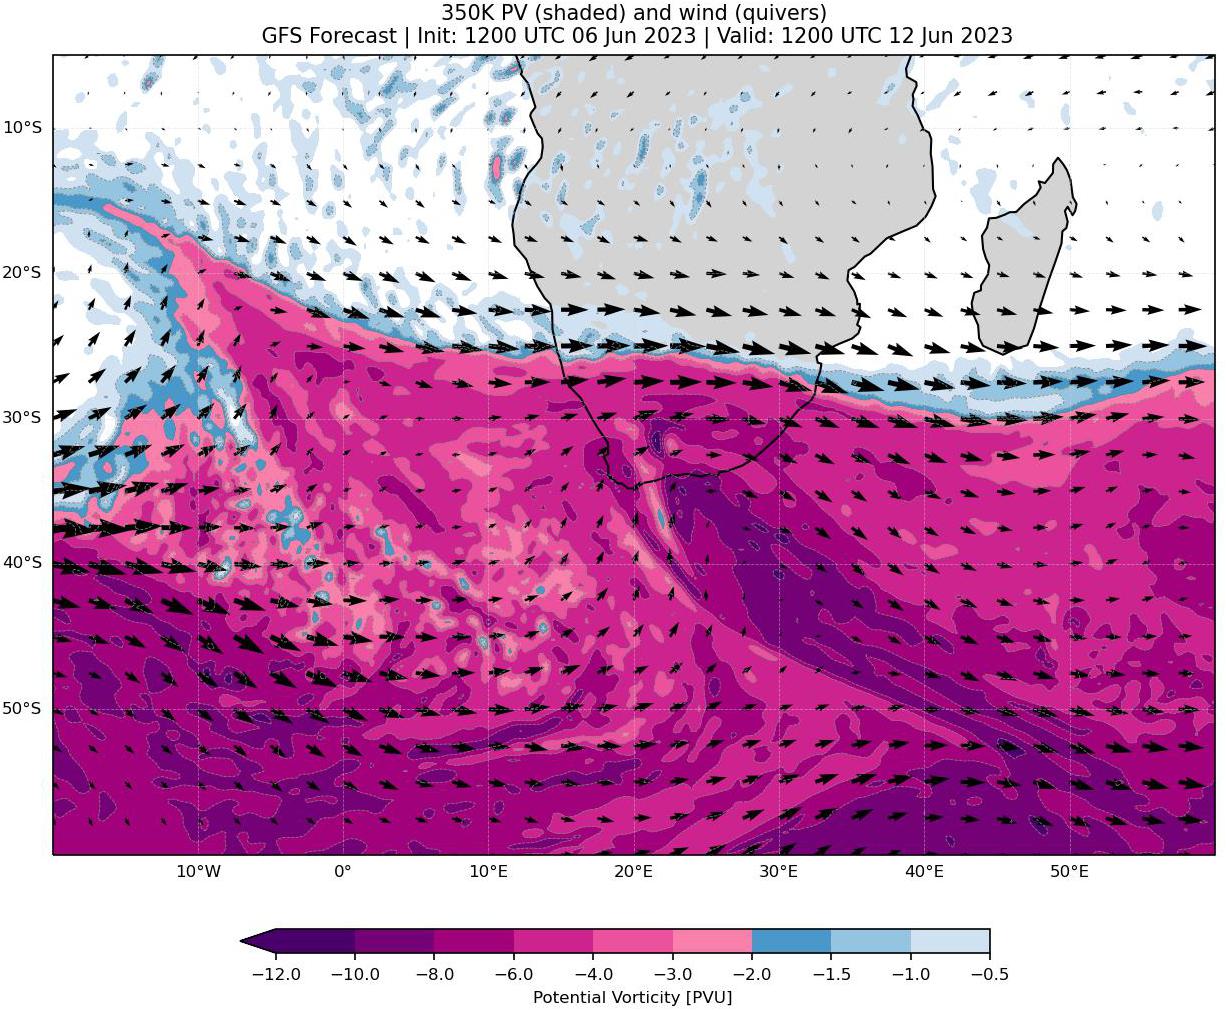 350K PV (shaded) and wind (quivers)
GFS Forecast | Init: 1200 UTC 06 Jun 2023 | Valid: 1200 UTC 12 Jun 2023
10°S
20°S
30°S
40°S
50°S
10°W 0° 10°E 20°E 30°E 40°E 50°E
−12.0 −10.0 −8.0 −6.0 −4.0 −3.0 −2.0 −1.5 −1.0 −0.5
Potential Vorticity [PVU]